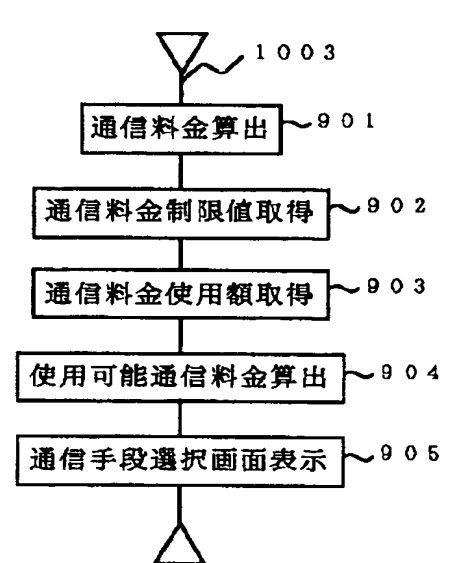 1003
通信料金算出 901
通信料金制限値取得 902
通信料金使用額取得 903
使用可能通信料金算出 904
通信手段選択画面表示 905